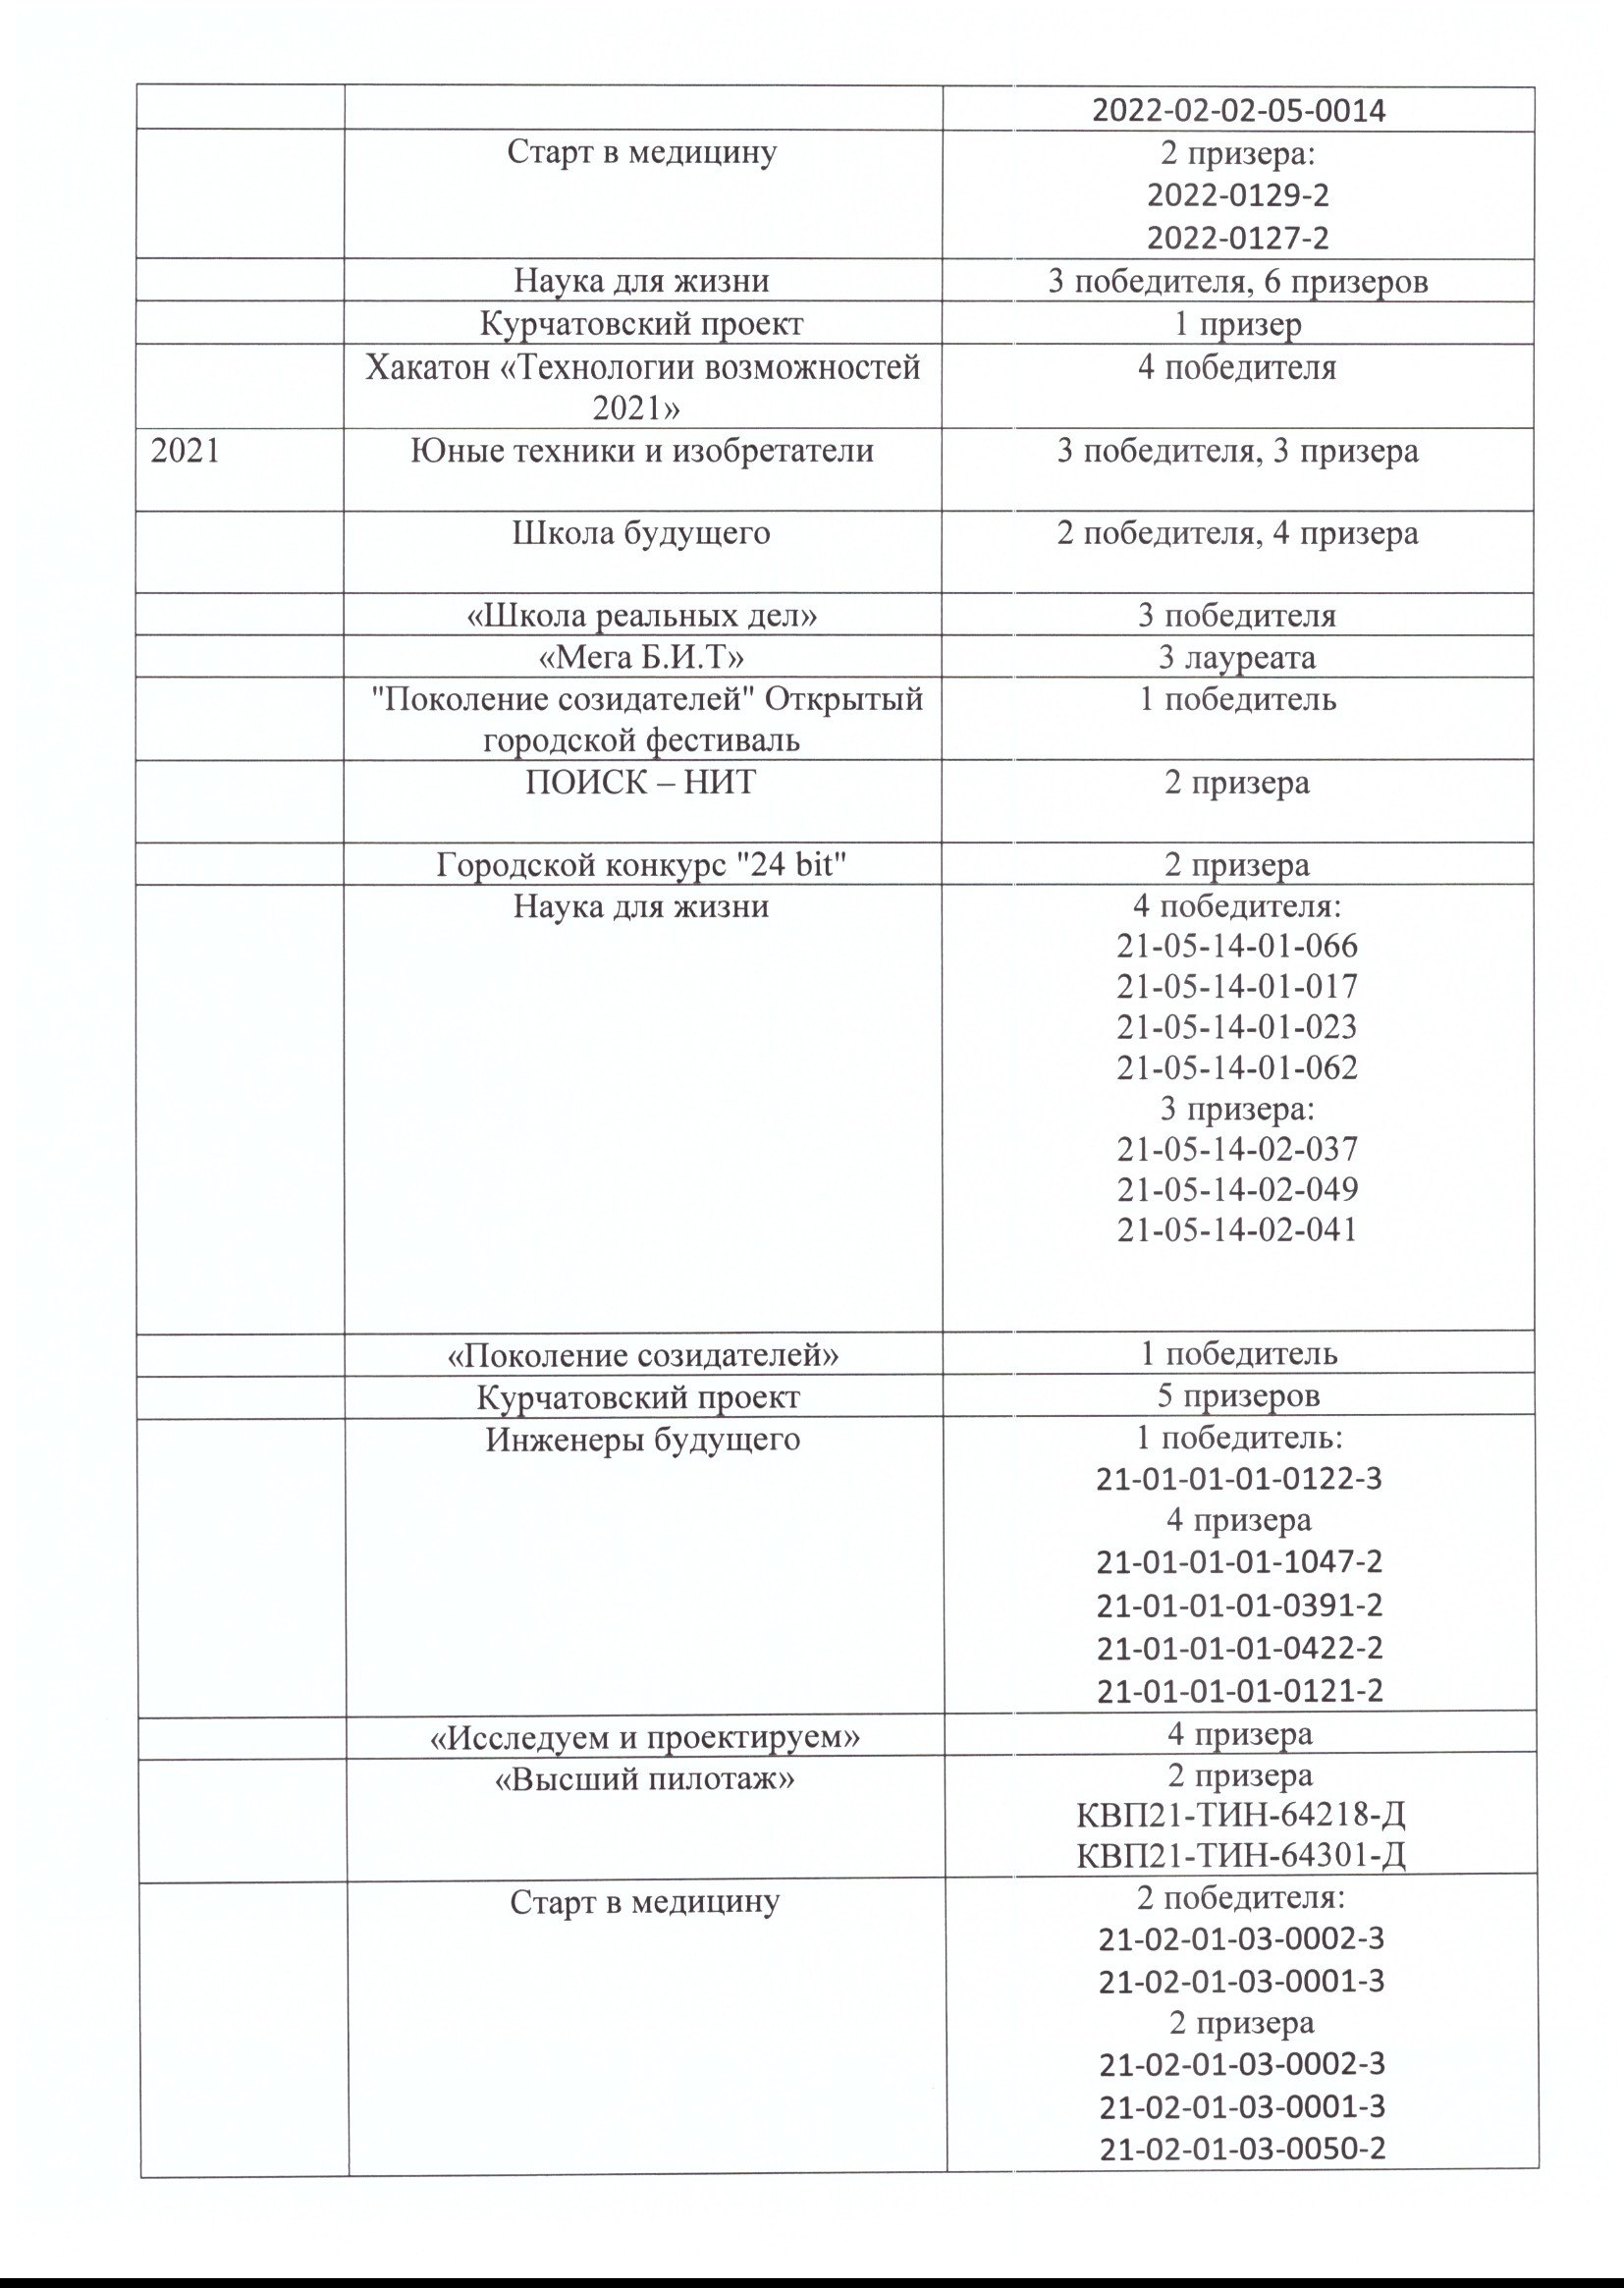 2022-02-02-05-0014
Старт в медицину
2 призера:
2022-0129-2
2022-0127-2
Наука для жизни
3 победителя, 6 призеров
Курчатовский проект
1 призер
Хакатон «Технологии возможностей
2021»
4 победителя
2021
Юные техники и изобретатели
3 победителя, 3 призера
Школа будущего
2 победителя, 4 призера
«Школа реальных дел»
3 победителя
«Мега Б.И.Т»
3 лауреата
"Поколение созидателей" Открытый
городской фестиваль
1 победитель
ПОИСК – НИТ
2 призера
Городской конкурс "24 bit"
2 призера
Наука для жизни
4 победителя:
21-05-14-01-066
21-05-14-01-017
21-05-14-01-023
21-05-14-01-062
3 призера:
21-05-14-02-037
21-05-14-02-049
21-05-14-02-041
«Поколение созидателей»
1 победитель
Курчатовский проект
5 призеров
Инженеры будущего
1 победитель:
21-01-01-01-0122-3
4 призера
21-01-01-01-1047-2
21-01-01-01-0391-2
21-01-01-01-0422-2
21-01-01-01-0121-2
«Исследуем и проектируем»
4 призера
«Высший пилотаж»
2 призера
КВП21-ТИН-64218-Д
КВП21-ТИН-64301-Д
Старт в медицину
2 победителя:
21-02-01-03-0002-3
21-02-01-03-0001-3
2 призера
21-02-01-03-0002-3
21-02-01-03-0001-3
21-02-01-03-0050-2